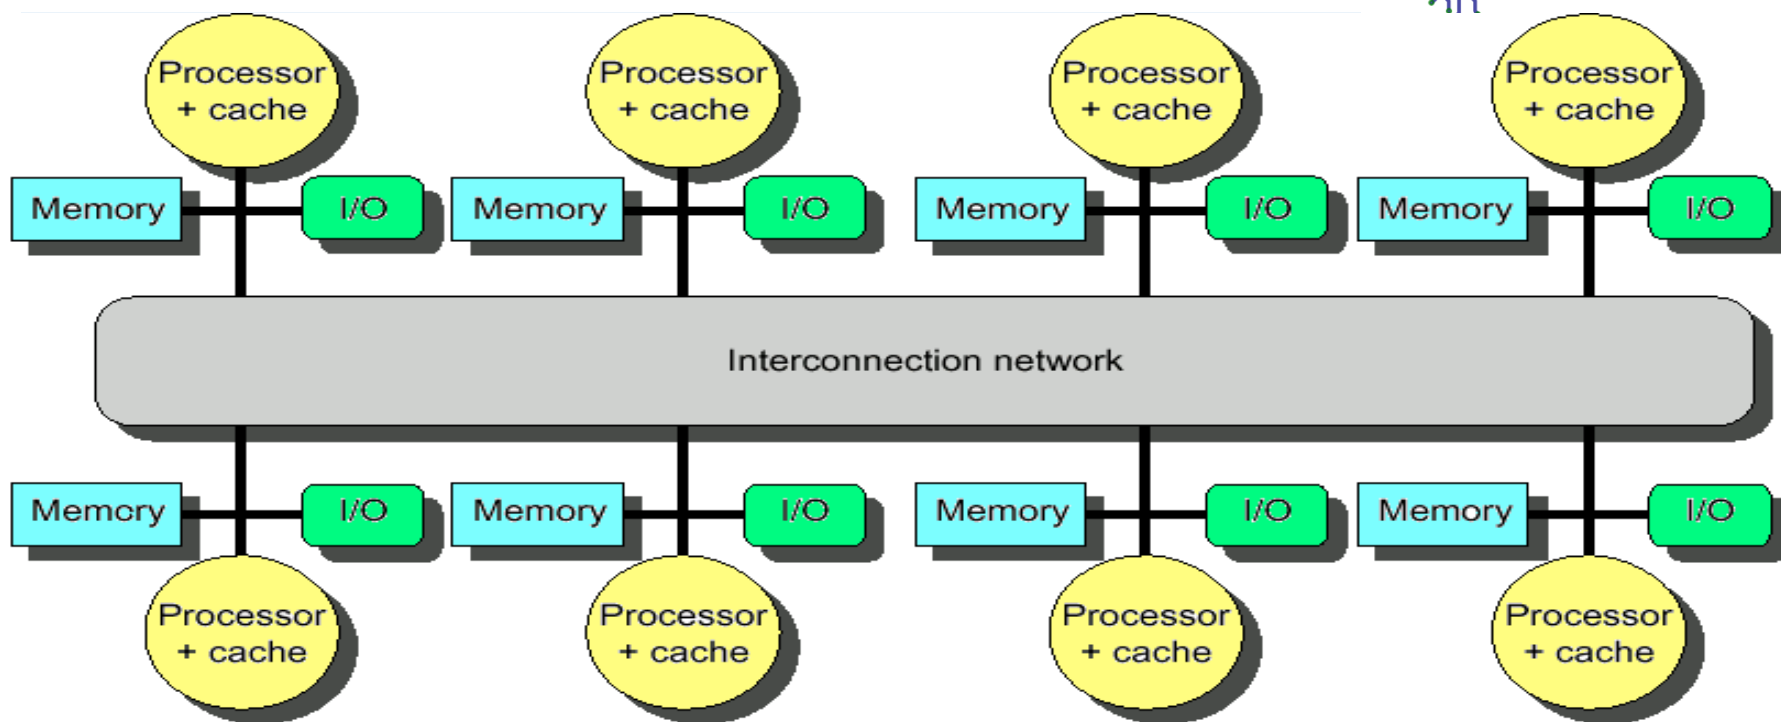 Processor
+ cache
Processor
+ cache
Processor
+ cache
Processor
+ cache
Memory
I/O
Memory
I/O
Memory
I/O
Memory
I/O
Interconnection network
Memory
I/O
Memory
I/O
Memory
I/O
Memory
I/O
Processor
+ cache
Processor
+ cache
Processor
+ cache
Processor
+ cache